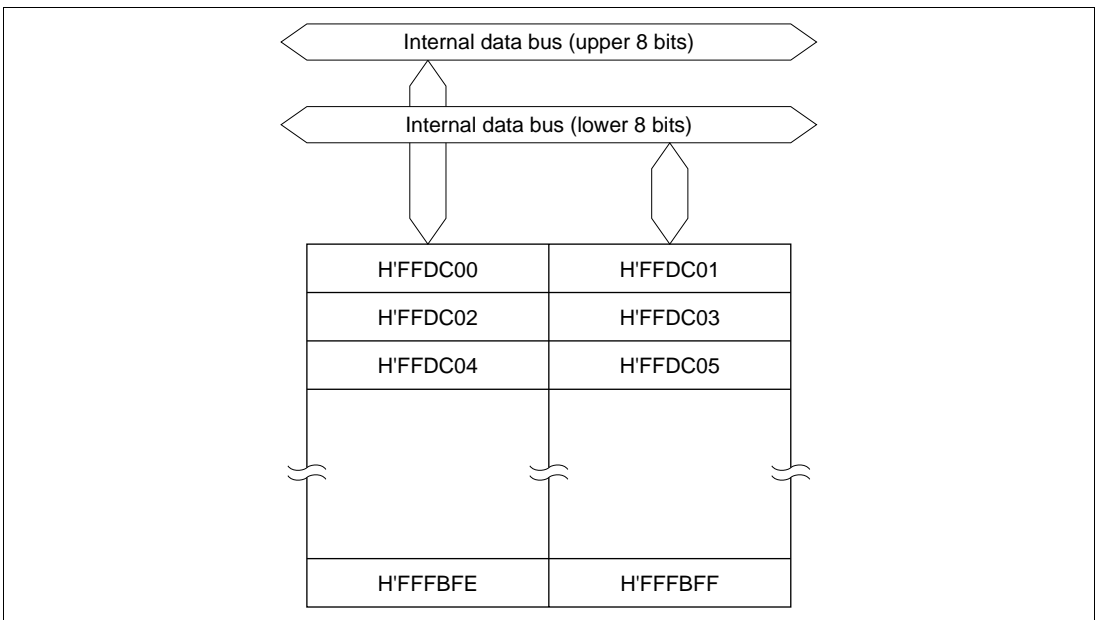 Internal data bus (upper 8 bits)
Internal data bus (lower 8 bits)
H'FFDC00 H'FFDC01
H'FFDC02 H'FFDC03
H'FFDC04 H'FFDC05
H'FFFBFE H'FFFBFF